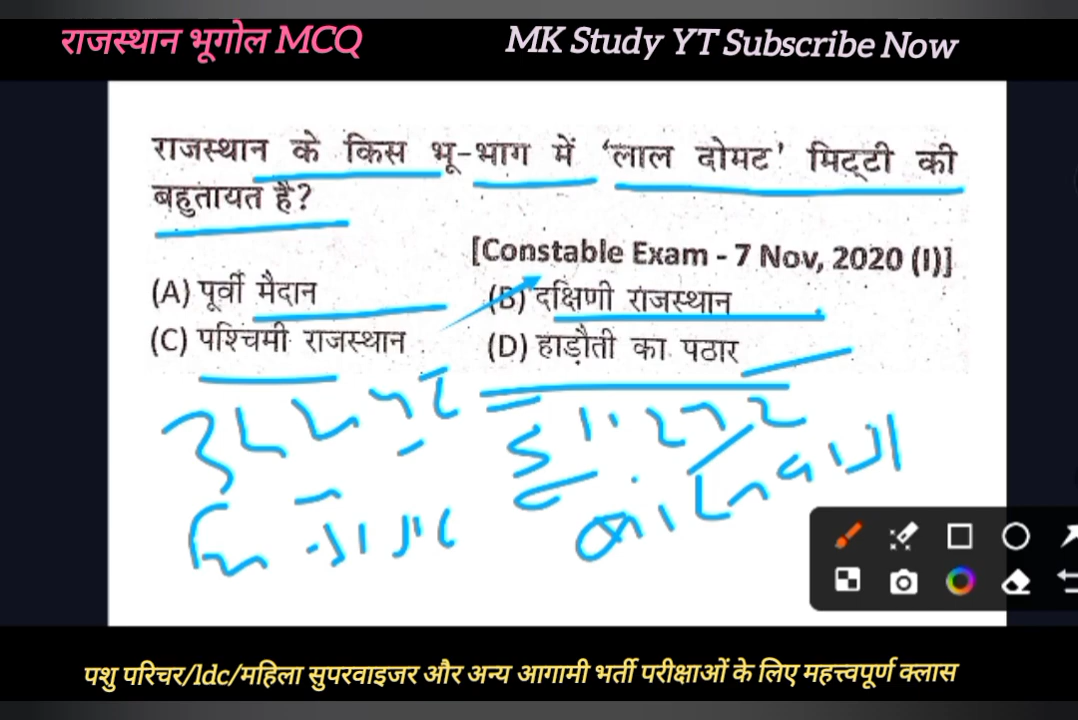 राजस्थान भूगोल MCQ
MK Study YT Subscribe Now
राजस्थान के किस भू-भाग में 'लाल दोमट' मिट्टी की
बहुतायत है?
[Constable Exam - 7 Nov, 2020 (I)]
(A) पूर्वी मैदान
(B) दक्षिणी राजस्थान
(C) पश्चिमी राजस्थान
(D) हाड़ौती का पठार
पशु परिचर/ldc/महिला सुपरवाइजर और अन्य आगामी भर्ती परीक्षाओं के लिए महत्त्वपूर्ण क्लास